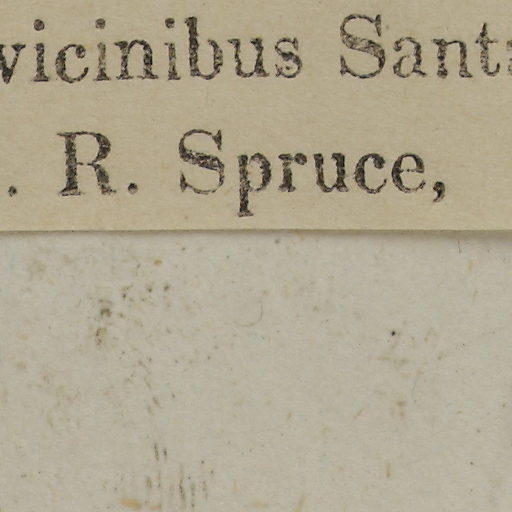 vicinibus Sant
. R. Spruce,